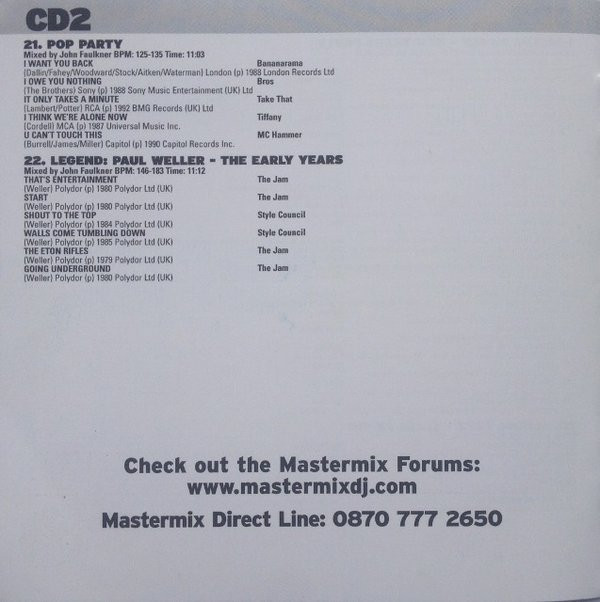 CD2
21. POP PARTY
Mixed by John Faulkner BPM: 125-135 Time: 11:03
I WANT YOU BACK Bananarama
(Dallin/Fahey/Woodward/Stock/Aitken/Waterman) London (p) 1988 London Records Ltd
I OWE YOU NOTHING Bros
(The Brothers) Sony (p) 1988 Sony Music Entertainment (UK) Ltd
IT ONLY TAKES A MINUTE Take That
(Lambert/Potter) RCA (p) 1992 BMG Records (UK) Ltd
I THINK WE'RE ALONE NOW Tiffany
(Cordell) MCA (p) 1987 Universal Music Inc.
U CAN'T TOUCH THIS MC Hammer
(Burrell/James/Miller) Capitol (p) 1990 Capitol Records Inc.
22. LEGEND: PAUL WELLER - THE EARLY YEARS
Mixed by John Faulkner BPM: 146-183 Time: 11:12
THAT'S ENTERTAINMENT The Jam
(Weller) Polydor (p) 1980 Polydor Ltd (UK)
START The Jam
(Weller) Polydor (p) 1980 Polydor Ltd (UK)
SHOUT TO THE TOP Style Council
(Weller) Polydor (p) 1984 Polydor Ltd (UK)
WALLS COME TUMBLING DOWN Style Council
(Weller) Polydor (p) 1985 Polydor Ltd (UK)
THE ETON RIFLES The Jam
(Weller) Polydor (p) 1979 Polydor Ltd (UK)
GOING UNDERGROUND The Jam
(Weller) Polydor (p) 1980 Polydor Ltd (UK)
Check out the Mastermix Forums:
www.mastermixdj.com
Mastermix Direct Line: 0870 777 2650